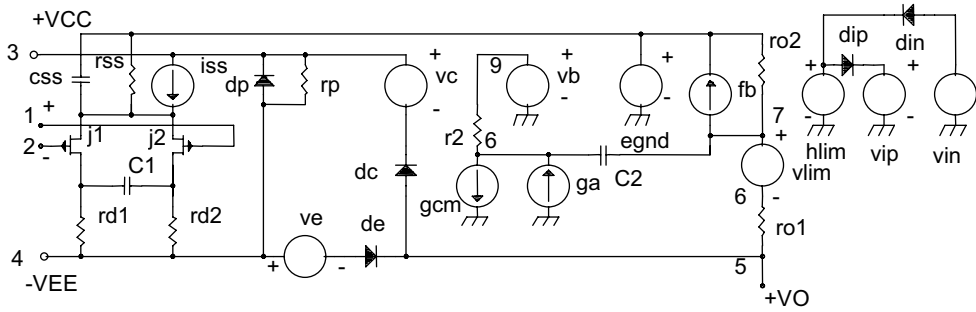 +VCC
3
css
rss
iss
dp
rp
+
vc
-
9
+
vb
-
+
-
egnd
fb
ro2
7
+
vlim
6
-
ro1
dip
din
+
-
hlim
+
-
vip
vin
1
+
2
-
j1
j2
C1
rd1
rd2
r2
6
gcm
ga
C2
dc
ve
+
-
de
4
-VEE
5
+VO